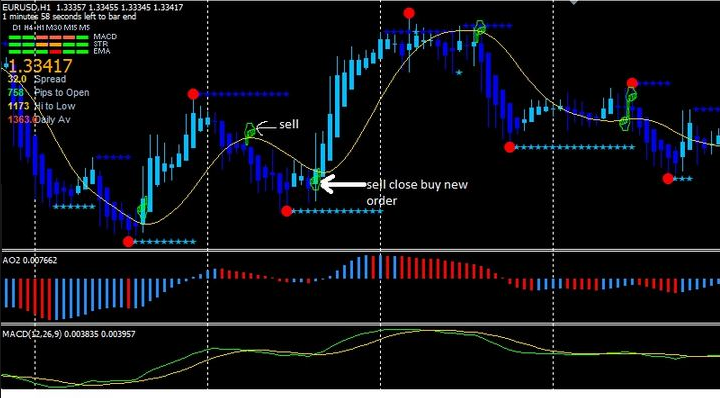 EURUSD,H1 1.33357 1.33455 1.33345 1.33417
1 minutes 58 seconds left to bar end
D1 H4 H1 M30 M15 M5
MACD
STR
EMA
1.33417
32.0 Spread
758 Pips to Open
1173 Hi to Low
1363.0 Daily Av
sell
sell close buy new
order
AO2 0.007662
MACD(12,26,9) 0.003835 0.003957